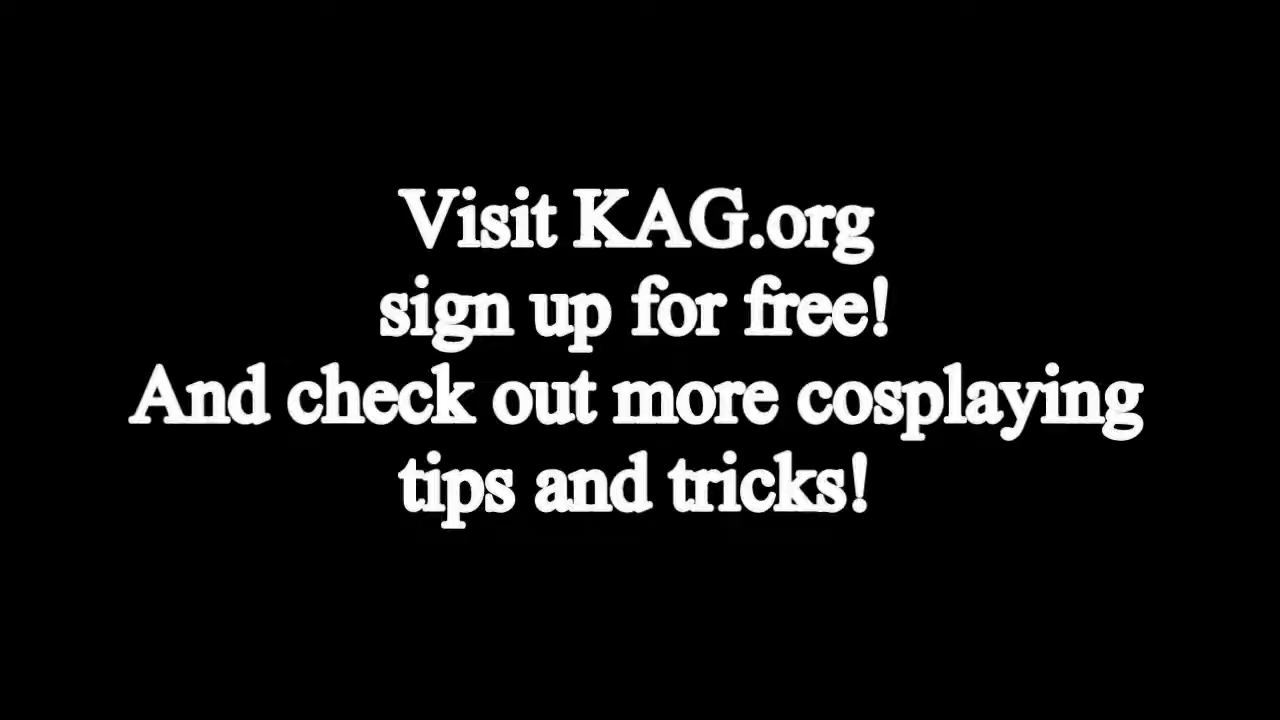 Visit KAG.org
sign up for free!
And check out more cosplaying
tips and tricks!